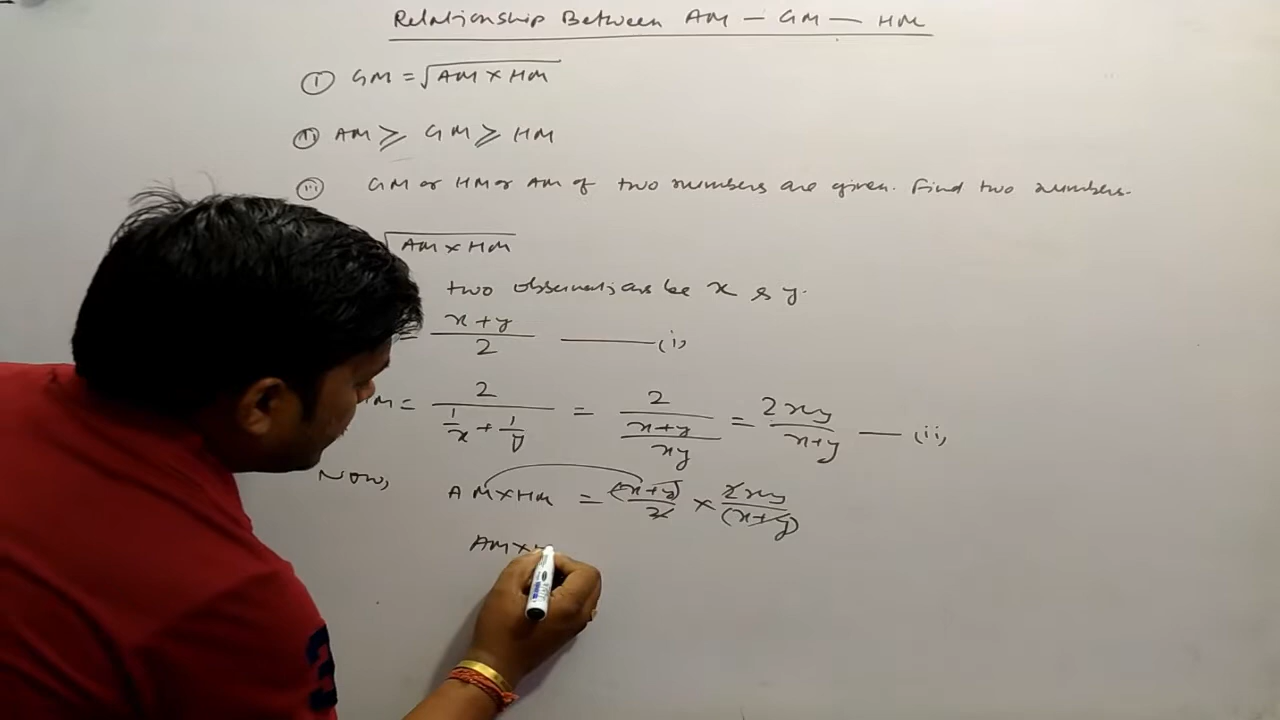 Relationship Between AM — GM — HM
(i) GM = √AM × HM
(ii) AM ≥ GM ≥ HM
(iii) GM or HM or AM of two numbers are given. Find two numbers.
√AM × HM
two observations be x & y.
= x+y/2 — (i)
HM = 2/(1/x + 1/y) = 2/((x+y)/xy) = 2xy/x+y — (ii)
Now,
AM × HM = (x+y)/2 × 2xy/(x+y)
AM ×
3